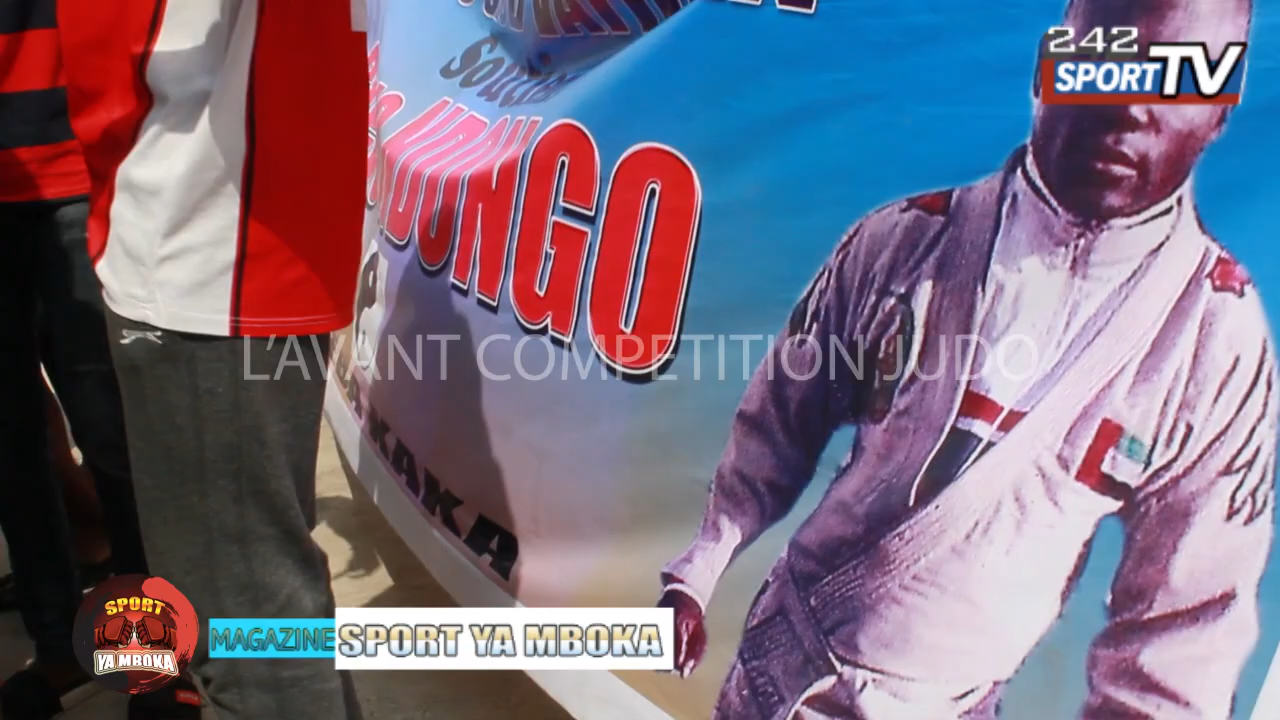 242
SPORT TV
NDONGO
L'AVANT COMPETITION JUDO
KAKA
SPORT
YA MBOKA
MAGAZINE SPORT YA MBOKA